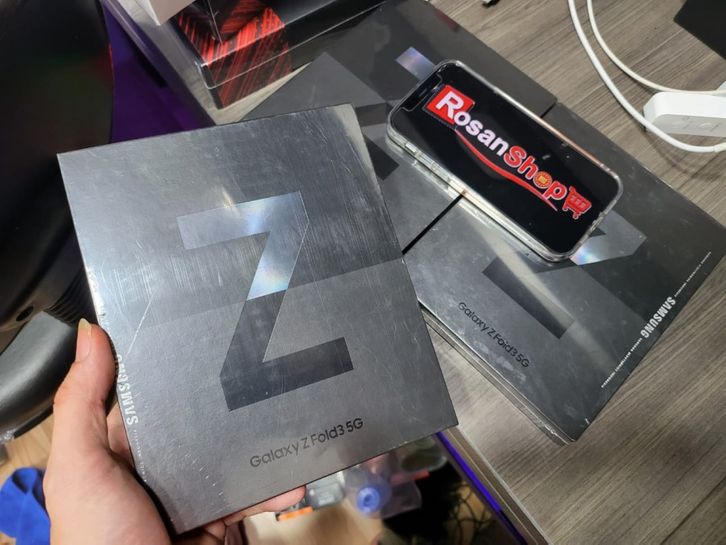 Galaxy Z Fold3 5G
SAMSUNG
Z
RosanShop
Galaxy Z Fold3 5G
SAMSUNG